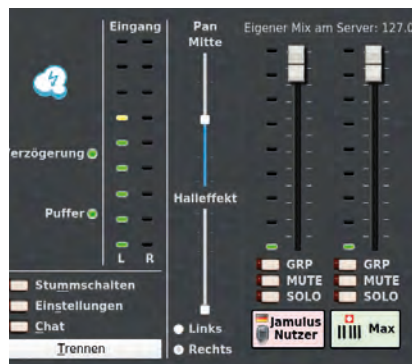 Eingang
Pan
Mitte
Eigener Mix am Server: 127.0
erzögerung
Puffer
L R
Halleffekt
Links
Rechts
Stummschalten
Einstellungen
Chat
Trennen
GRP
MUTE
SOLO
GRP
MUTE
SOLO
Jamulus
Nutzer
Max